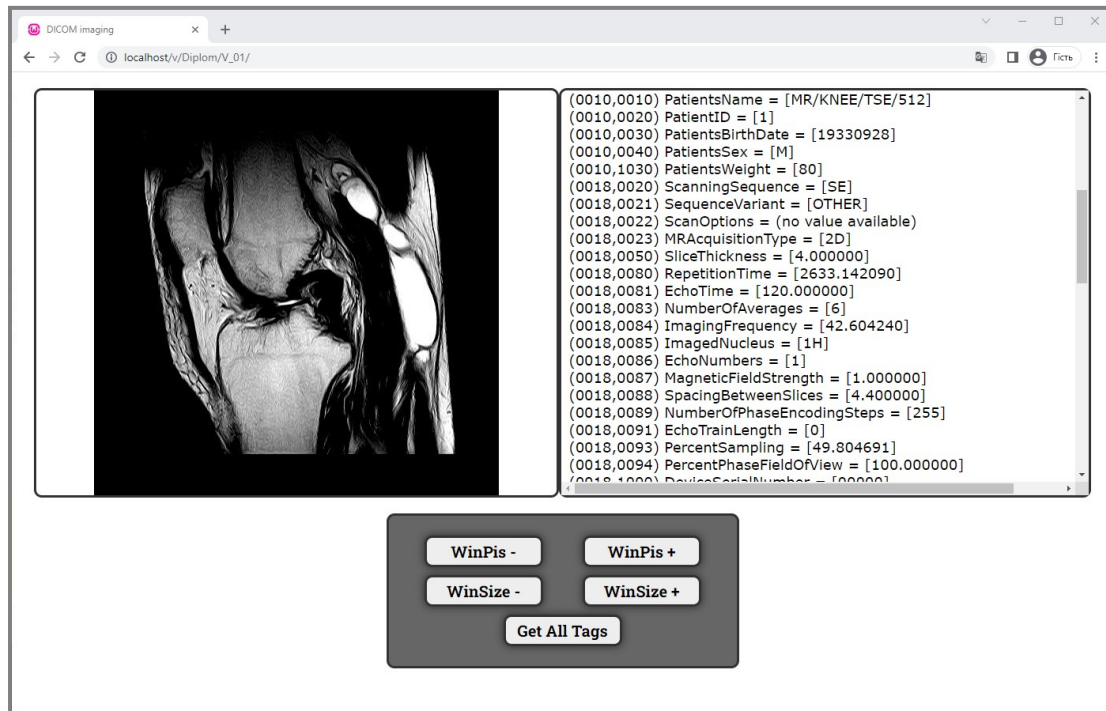 DICOM imaging
localhost/v/Diplom/V_01/
Гість
(0010,0010) PatientsName = [MR/KNEE/TSE/512]
(0010,0020) PatientID = [1]
(0010,0030) PatientsBirthDate = [19330928]
(0010,0040) PatientsSex = [M]
(0010,1030) PatientsWeight = [80]
(0018,0020) ScanningSequence = [SE]
(0018,0021) SequenceVariant = [OTHER]
(0018,0022) ScanOptions = (no value available)
(0018,0023) MRAcquisitionType = [2D]
(0018,0050) SliceThickness = [4.000000]
(0018,0080) RepetitionTime = [2633.142090]
(0018,0081) EchoTime = [120.000000]
(0018,0083) NumberOfAverages = [6]
(0018,0084) ImagingFrequency = [42.604240]
(0018,0085) ImagedNucleus = [1H]
(0018,0086) EchoNumbers = [1]
(0018,0087) MagneticFieldStrength = [1.000000]
(0018,0088) SpacingBetweenSlices = [4.400000]
(0018,0089) NumberOfPhaseEncodingSteps = [255]
(0018,0091) EchoTrainLength = [0]
(0018,0093) PercentSampling = [49.804691]
(0018,0094) PercentPhaseFieldOfView = [100.000000]
(0018,1000) DeviceSerialNumber = [00000]
WinPis - WinPis +
WinSize - WinSize +
Get All Tags